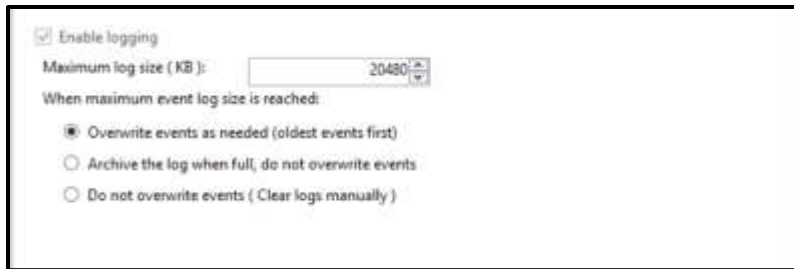 Enable logging
Maximum log size ( KB ): 20480
When maximum event log size is reached:
Overwrite events as needed (oldest events first)
Archive the log when full, do not overwrite events
Do not overwrite events ( Clear logs manually )